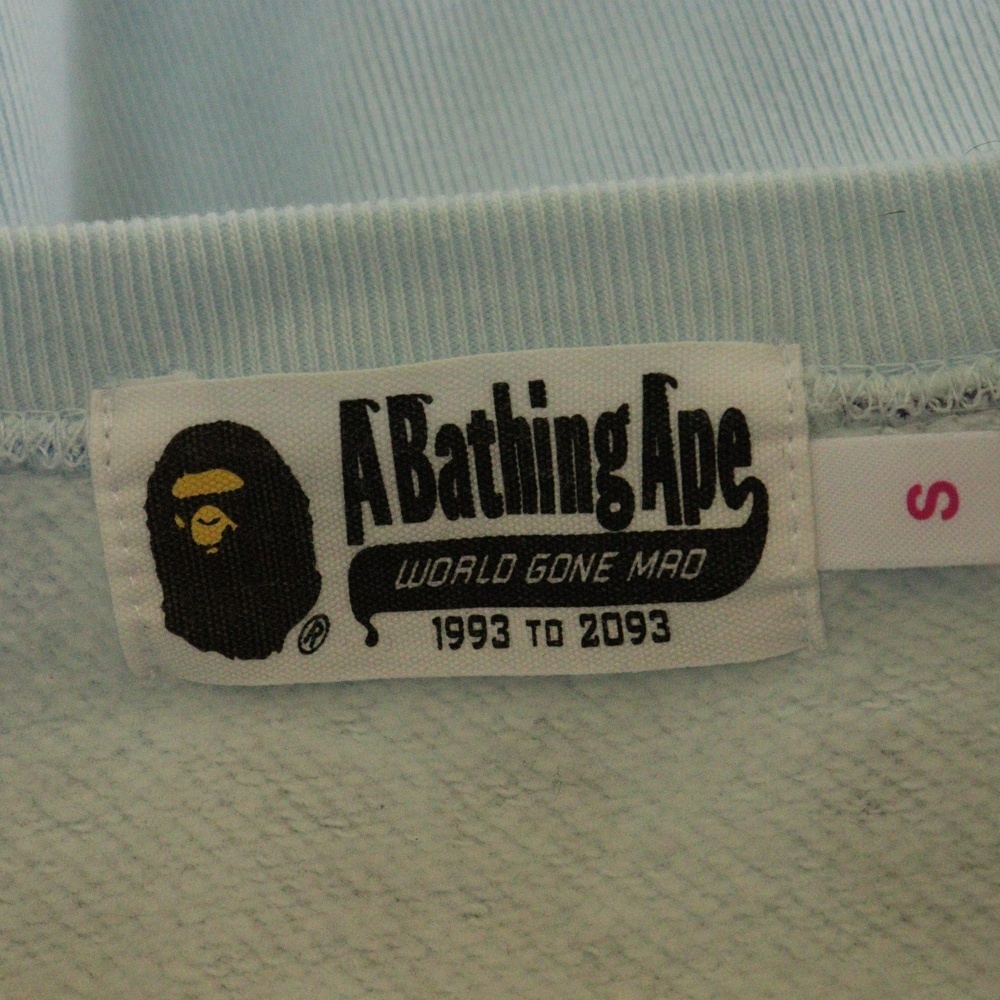 A Bathing Ape
WORLD GONE MAD
1993 TO 2093
®
S